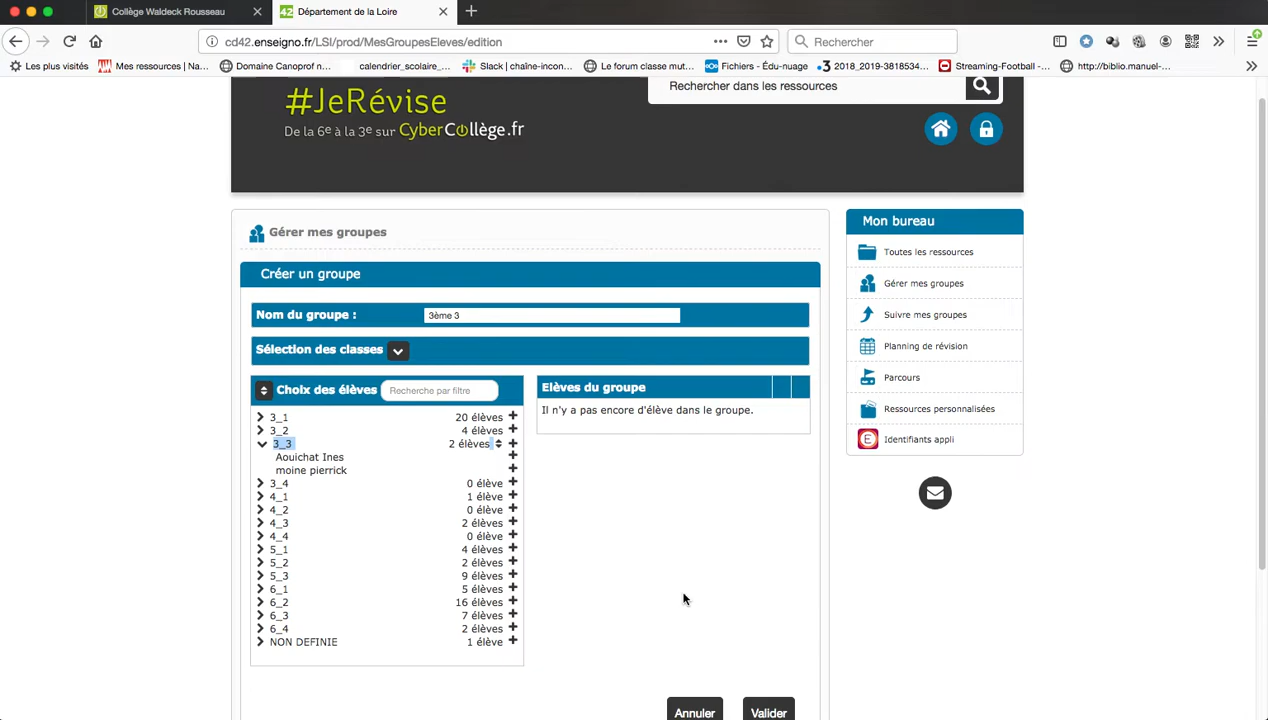 Collège Waldeck Rousseau
42 Département de la Loire
cd42.enseigno.fr/LSI/prod/MesGroupesEleves/edition
Rechercher
Les plus visités
Mes ressources | Na...
Domaine Canoprof n...
calendrier_scolaire_...
Slack | chaîne-incon...
Le forum classe mut...
Fichiers - Édu-nuage
2018_2019-3818534...
Streaming-Football -...
http://biblio.manuel-...
#JeRévise
De la 6e à la 3e sur CyberCollège.fr
Rechercher dans les ressources
Gérer mes groupes
Créer un groupe
Nom du groupe : 3ème 3
Sélection des classes
Choix des élèves Recherche par filtre
3_1 20 élèves
3_2 4 élèves
3_3 2 élèves
Aouichat Ines
moine pierrick
3_4 0 élève
4_1 1 élève
4_2 0 élève
4_3 2 élèves
4_4 0 élève
5_1 4 élèves
5_2 2 élèves
5_3 9 élèves
6_1 5 élèves
6_2 16 élèves
6_3 7 élèves
6_4 2 élèves
NON DEFINIE 1 élève
Elèves du groupe
Il n'y a pas encore d'élève dans le groupe.
Annuler Valider
Mon bureau
Toutes les ressources
Gérer mes groupes
Suivre mes groupes
Planning de révision
Parcours
Ressources personnalisées
Identifiants appli